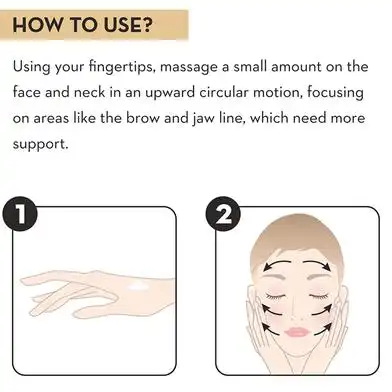 HOW TO USE?
Using your fingertips, massage a small amount on the
face and neck in an upward circular motion, focusing
on areas like the brow and jaw line, which need more
support.
1 2